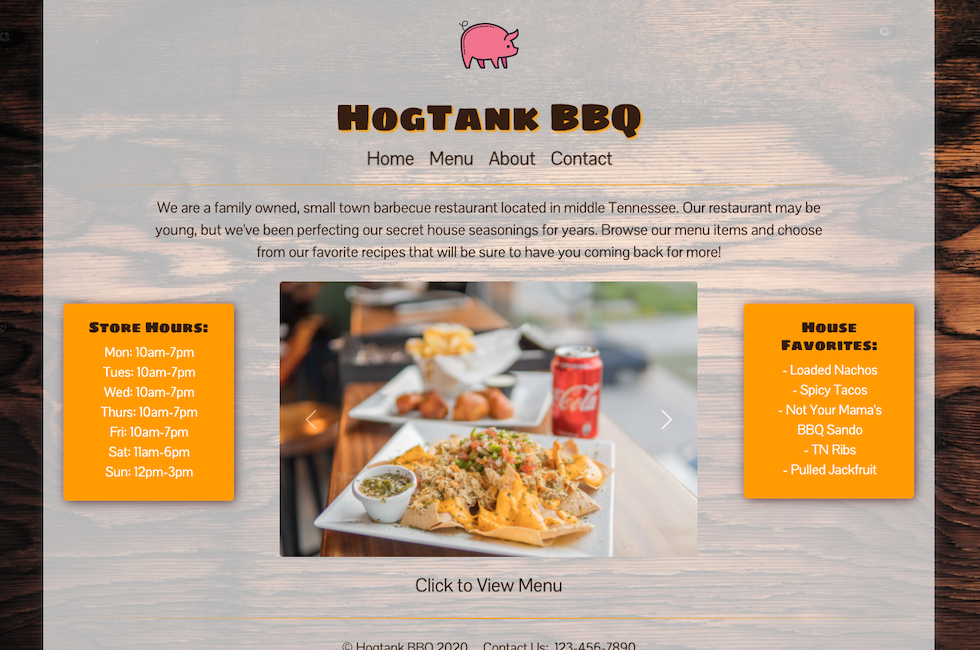 HogTank BBQ
Home Menu About Contact
We are a family owned, small town barbecue restaurant located in middle Tennessee. Our restaurant may be
young, but we've been perfecting our secret house seasonings for years. Browse our menu items and choose
from our favorite recipes that will be sure to have you coming back for more!
Store Hours:
Mon: 10am-7pm
Tues: 10am-7pm
Wed: 10am-7pm
Thurs: 10am-7pm
Fri: 10am-7pm
Sat: 11am-6pm
Sun: 12pm-3pm
Coca-Cola
House
Favorites:
- Loaded Nachos
- Spicy Tacos
- Not Your Mama's
BBQ Sando
- TN Ribs
- Pulled Jackfruit
Click to View Menu
© Hogtank BBQ 2020 Contact Us: 123-456-7890